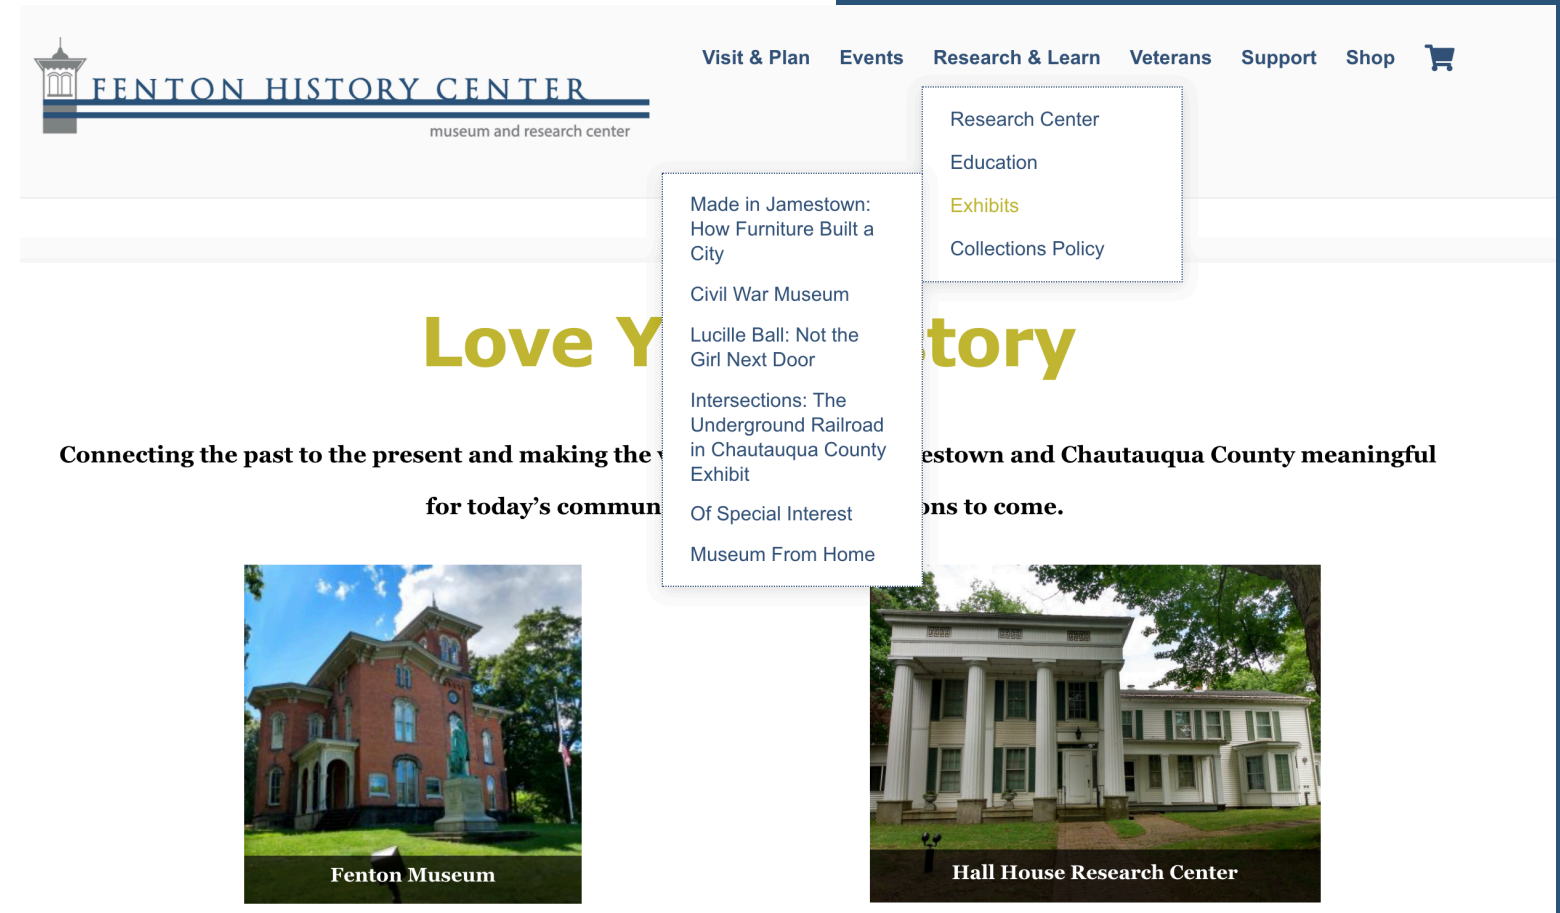 FENTON HISTORY CENTER
museum and research center
Visit & Plan Events Research & Learn Veterans Support Shop
Research Center
Education
Exhibits
Collections Policy
Made in Jamestown:
How Furniture Built a
City
Civil War Museum
Lucille Ball: Not the
Girl Next Door
Intersections: The
Underground Railroad
in Chautauqua County
Exhibit
Of Special Interest
Museum From Home
Love Y tory
Connecting the past to the present and making the estown and Chautauqua County meaningful
for today’s commun ons to come.
Fenton Museum
Hall House Research Center